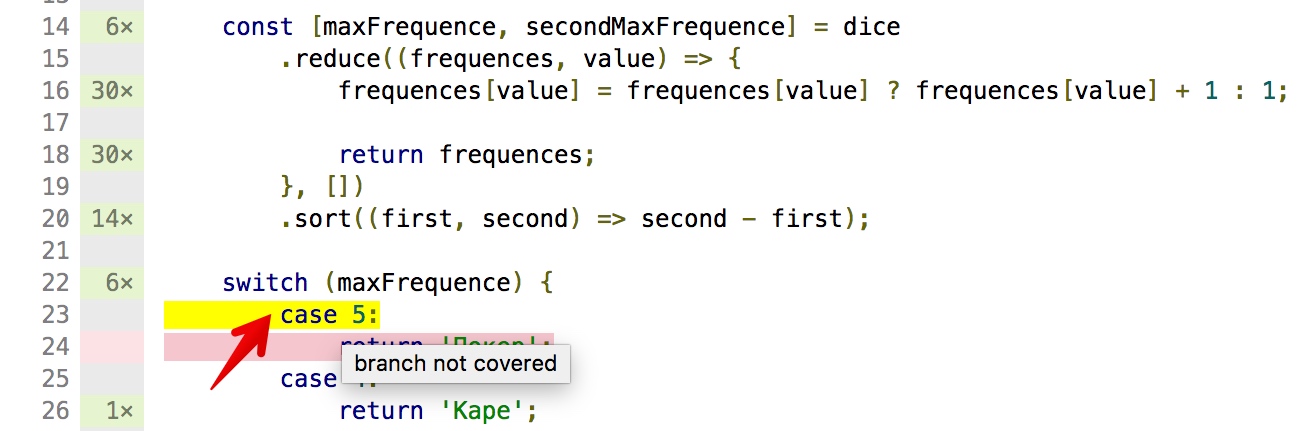 14 6× const [maxFrequence, secondMaxFrequence] = dice
15 .reduce((frequences, value) => {
16 30× frequences[value] = frequences[value] ? frequences[value] + 1 : 1;
17
18 30× return frequences;
19 }, [])
20 14× .sort((first, second) => second - first);
21
22 6× switch (maxFrequence) {
23 case 5:
24 return 'Покер';
branch not covered
25 case
26 1× return 'Каре';